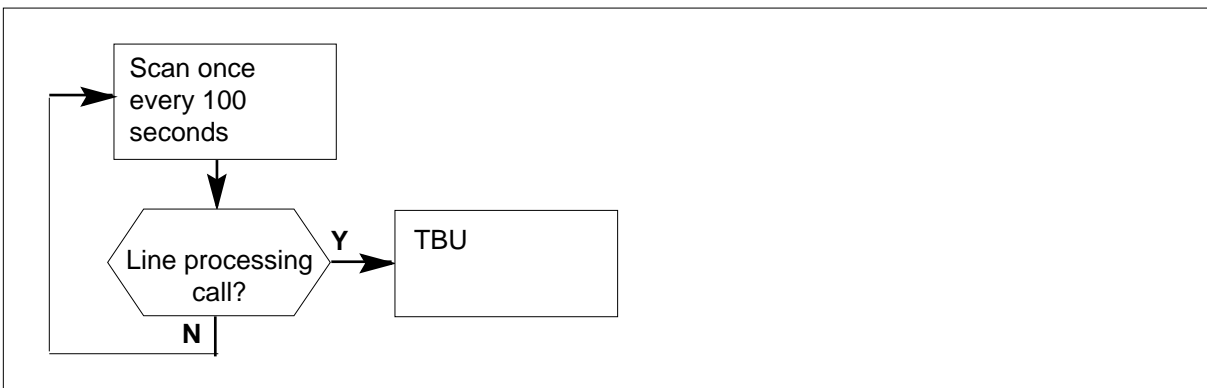 Scan once
every 100
seconds
Line processing
call?
Y
TBU
N